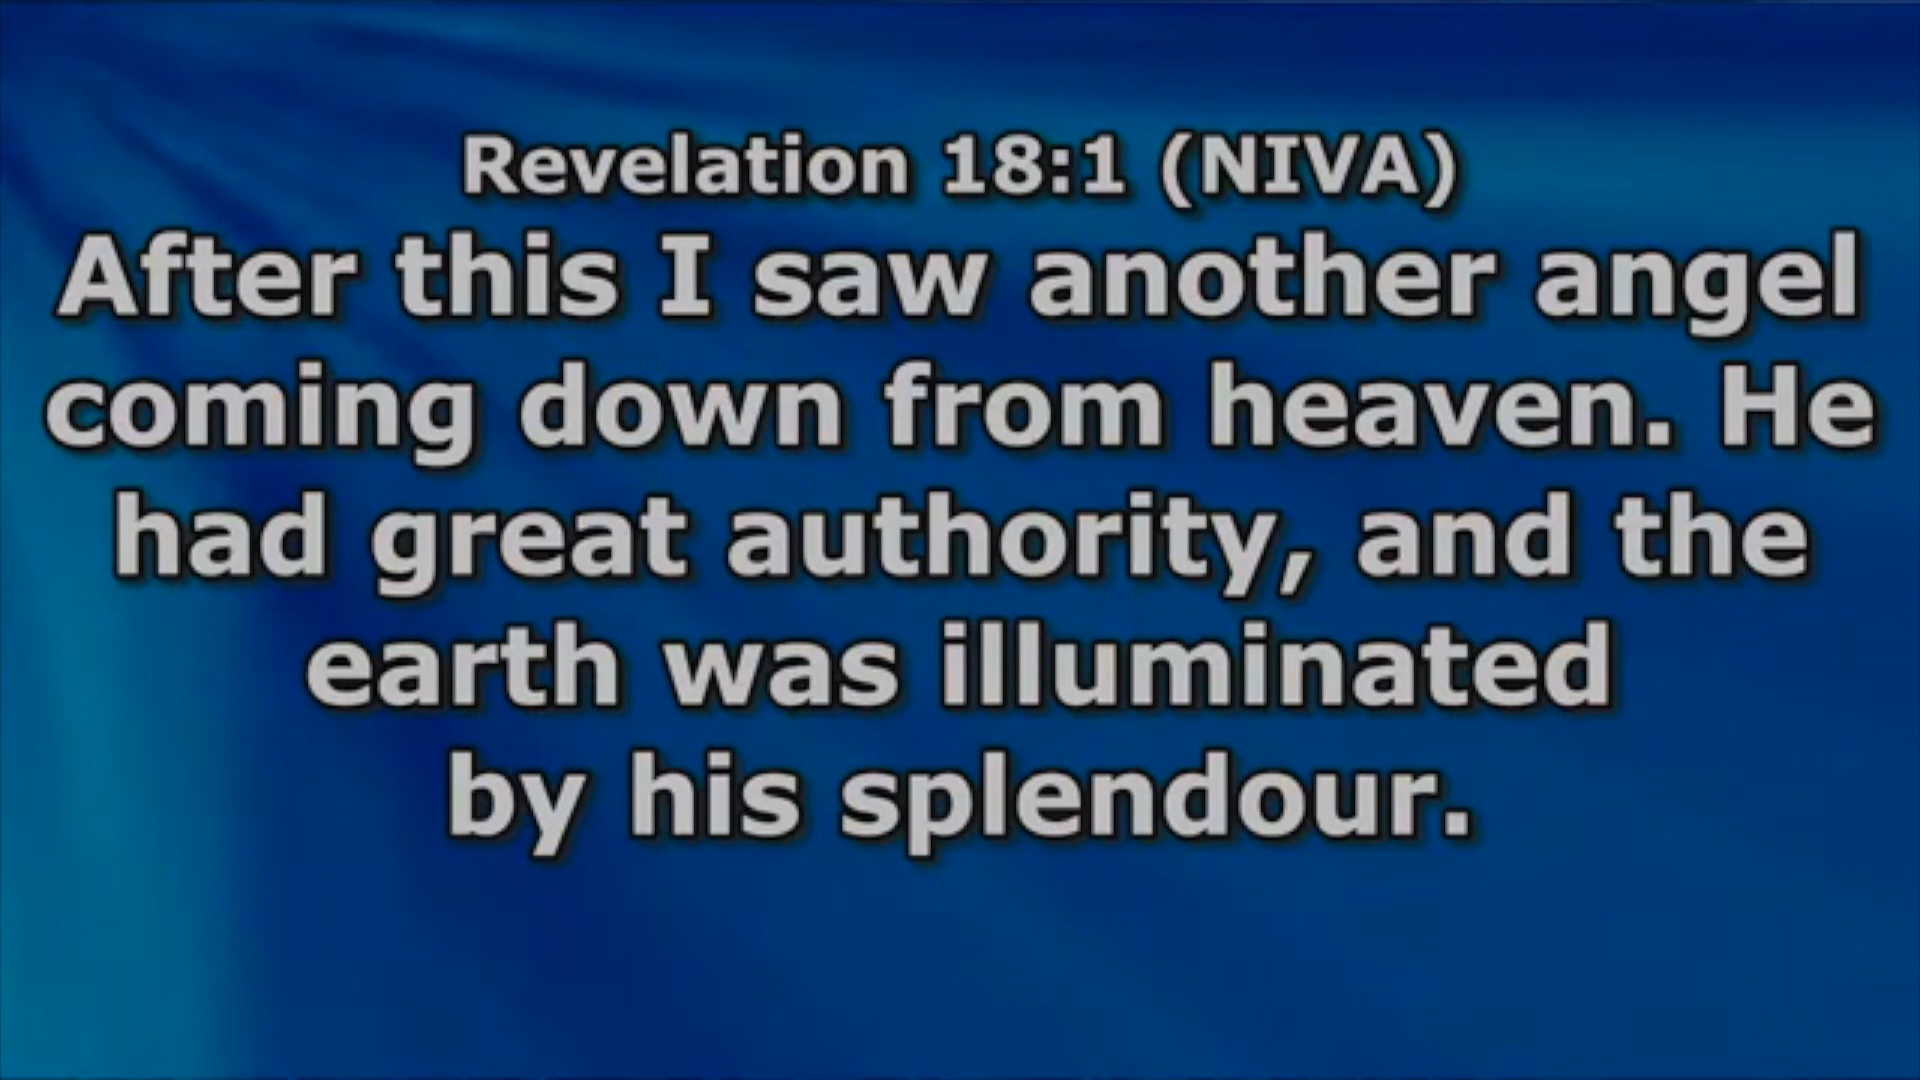 Revelation 18:1 (NIVA)
After this I saw another angel
coming down from heaven. He
had great authority, and the
earth was illuminated
by his splendour.